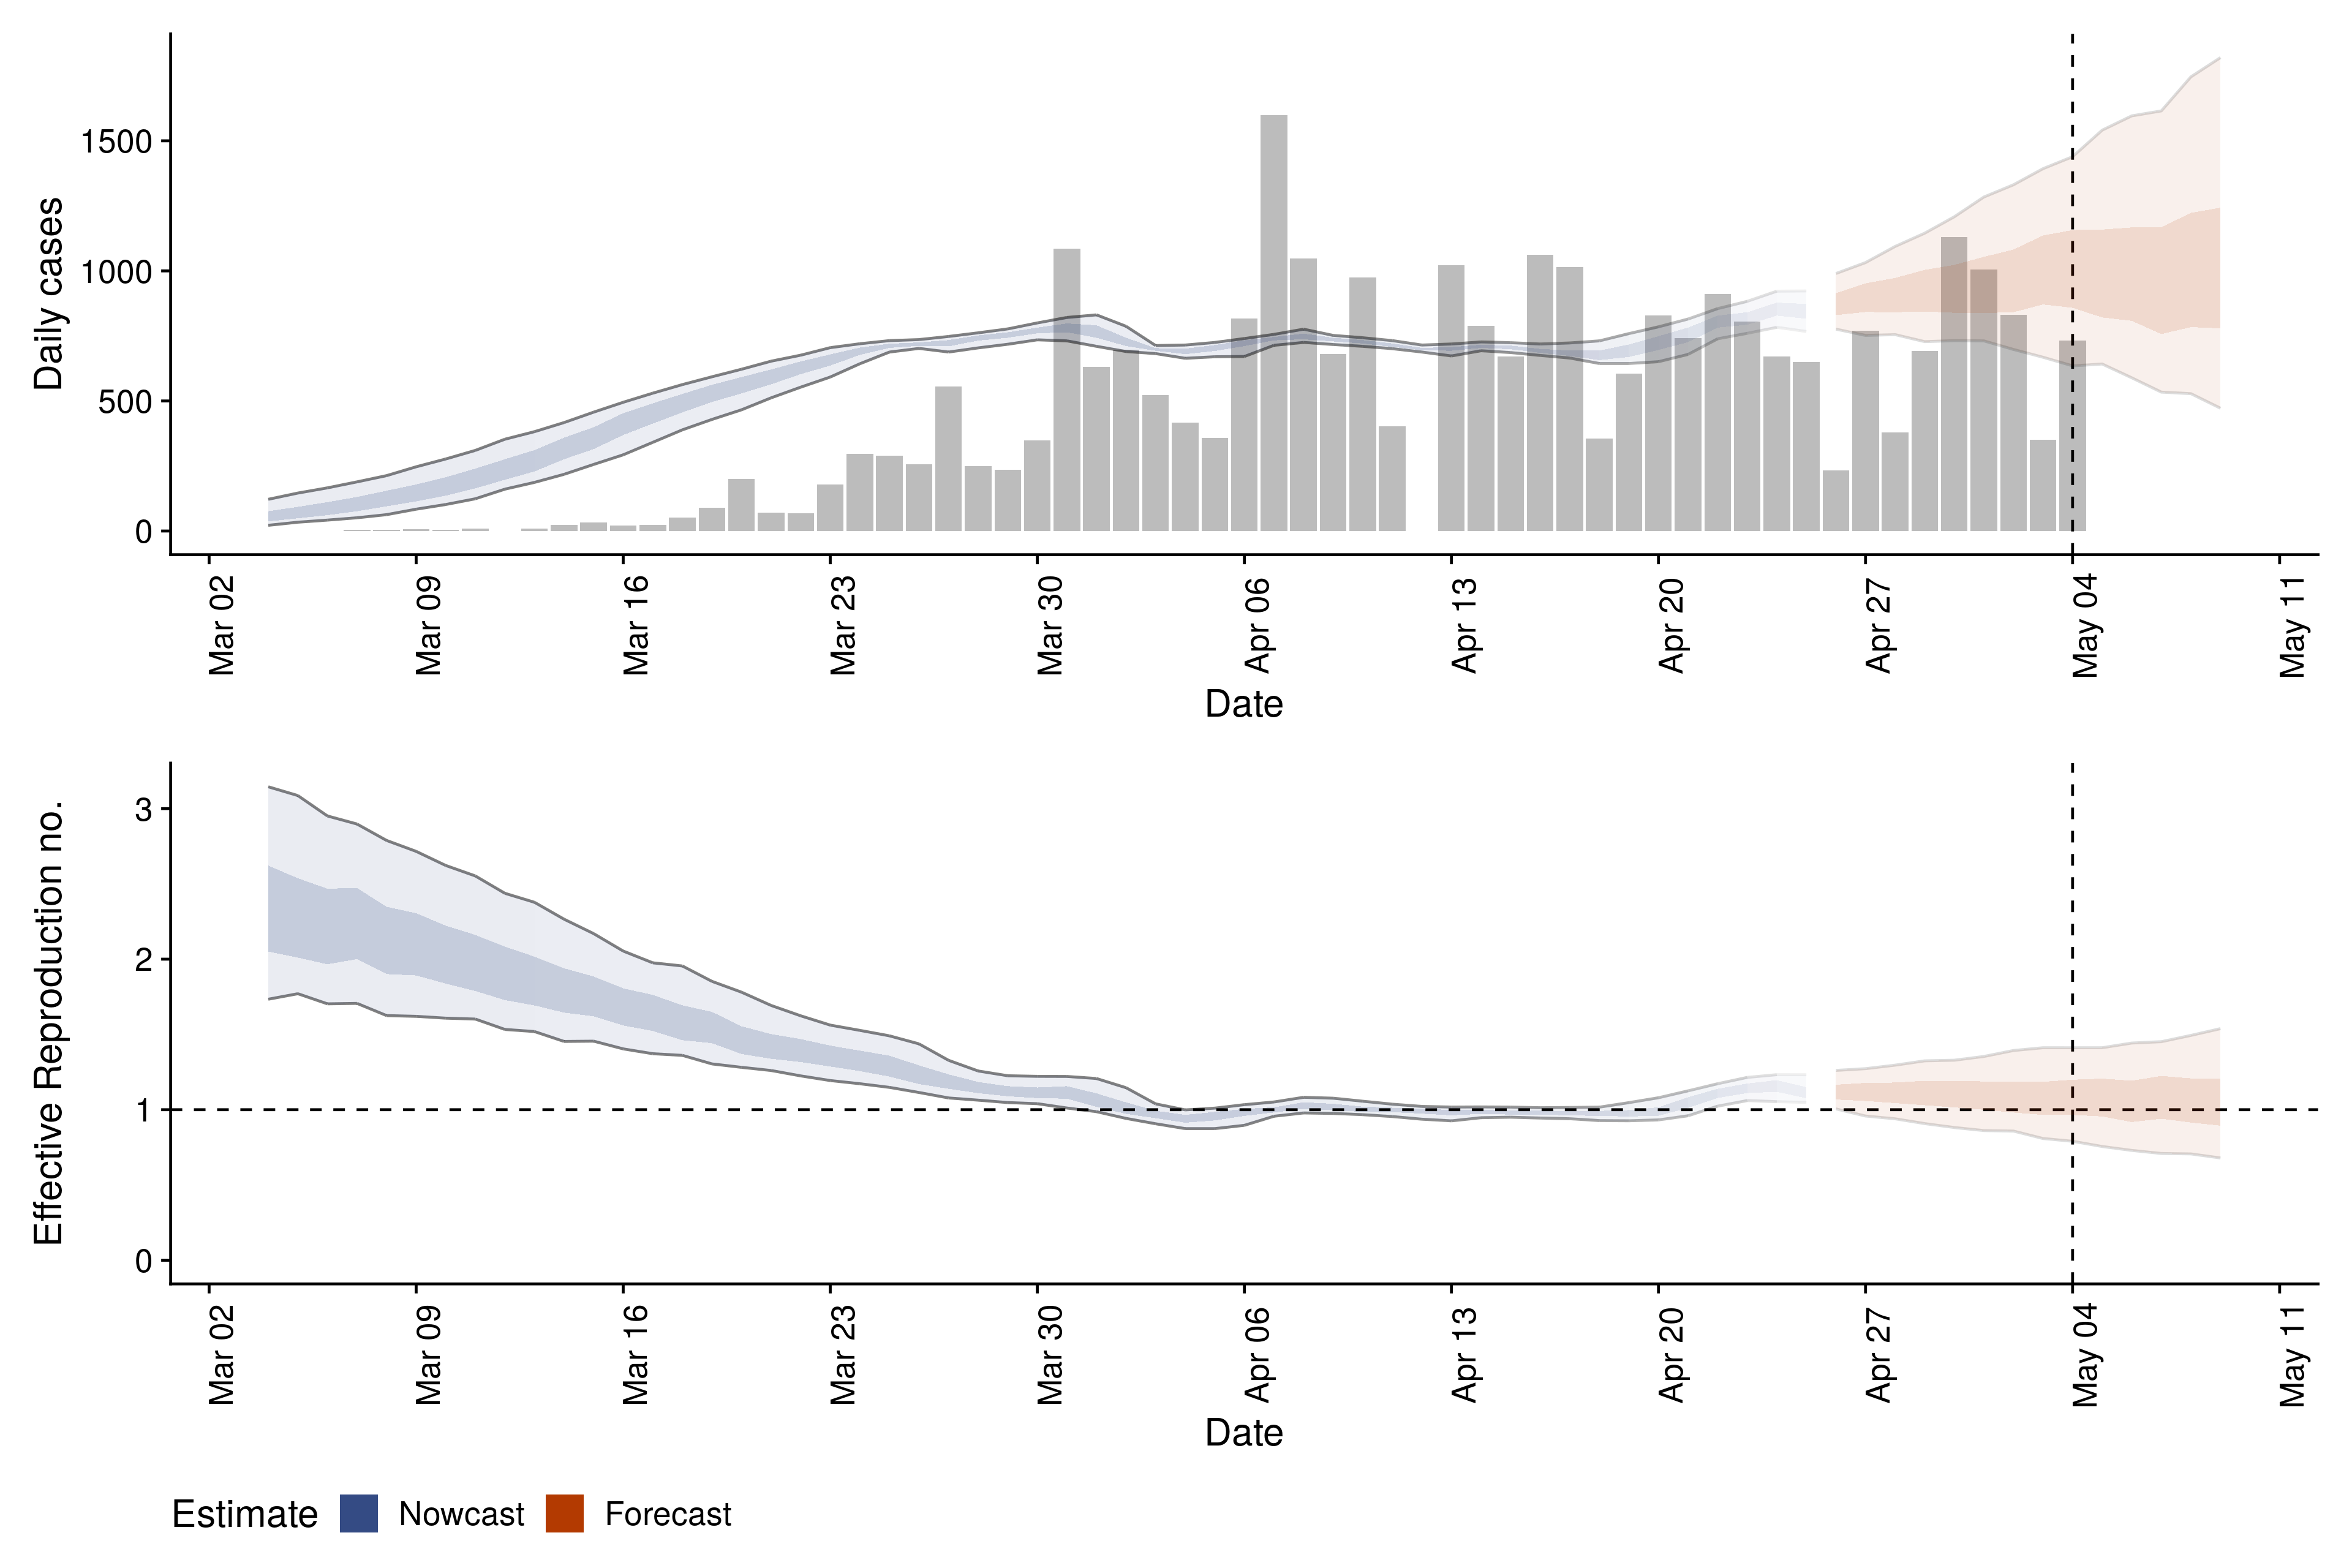 Daily cases
1500
1000
500
0
Mar 02
Mar 09
Mar 16
Mar 23
Mar 30
Apr 06
Apr 13
Apr 20
Apr 27
May 04
May 11
Date
Effective Reproduction no.
3
2
1
0
Mar 02
Mar 09
Mar 16
Mar 23
Mar 30
Apr 06
Apr 13
Apr 20
Apr 27
May 04
May 11
Date
Estimate Nowcast Forecast